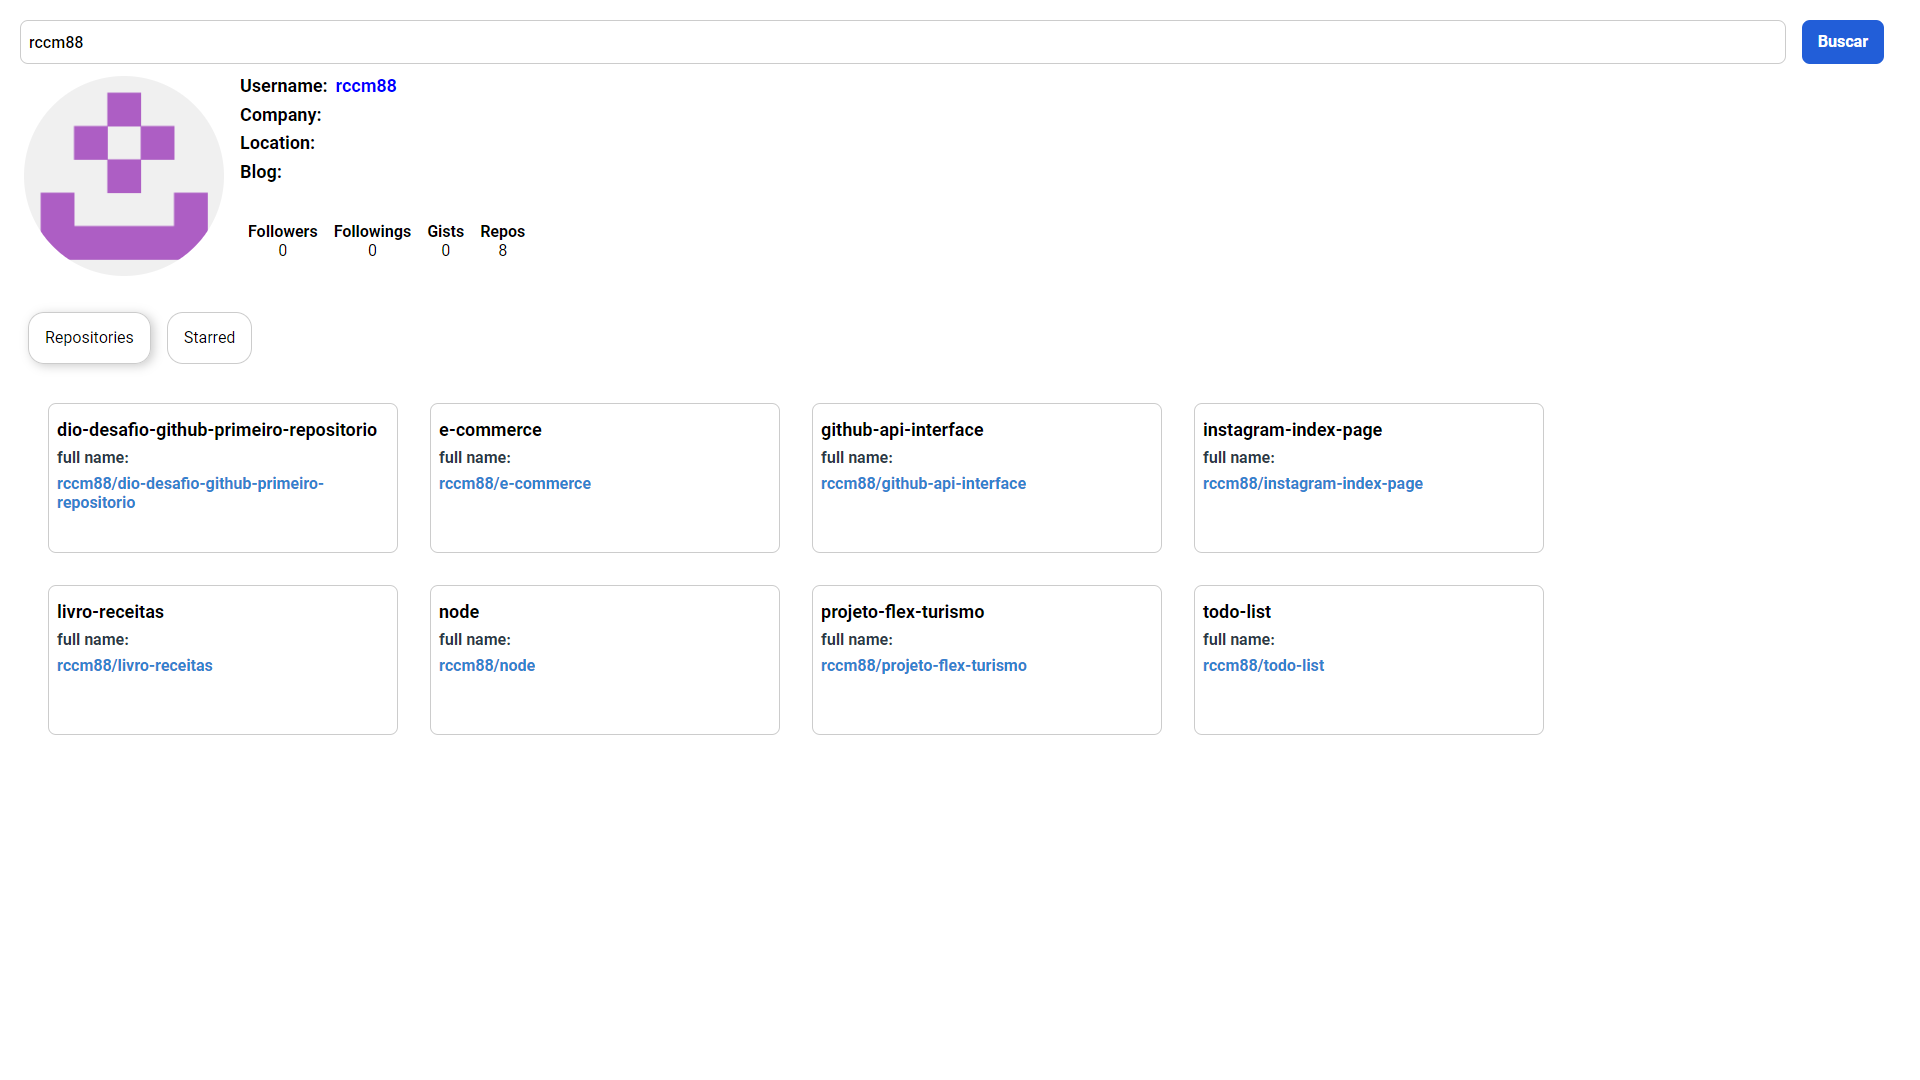 rccm88
Buscar
Username: rccm88
Company:
Location:
Blog:
Followers Followings Gists Repos
0 0 0 8
Repositories Starred
dio-desafio-github-primeiro-repositorio
full name:
rccm88/dio-desafio-github-primeiro-
repositorio
e-commerce
full name:
rccm88/e-commerce
github-api-interface
full name:
rccm88/github-api-interface
instagram-index-page
full name:
rccm88/instagram-index-page
livro-receitas
full name:
rccm88/livro-receitas
node
full name:
rccm88/node
projeto-flex-turismo
full name:
rccm88/projeto-flex-turismo
todo-list
full name:
rccm88/todo-list